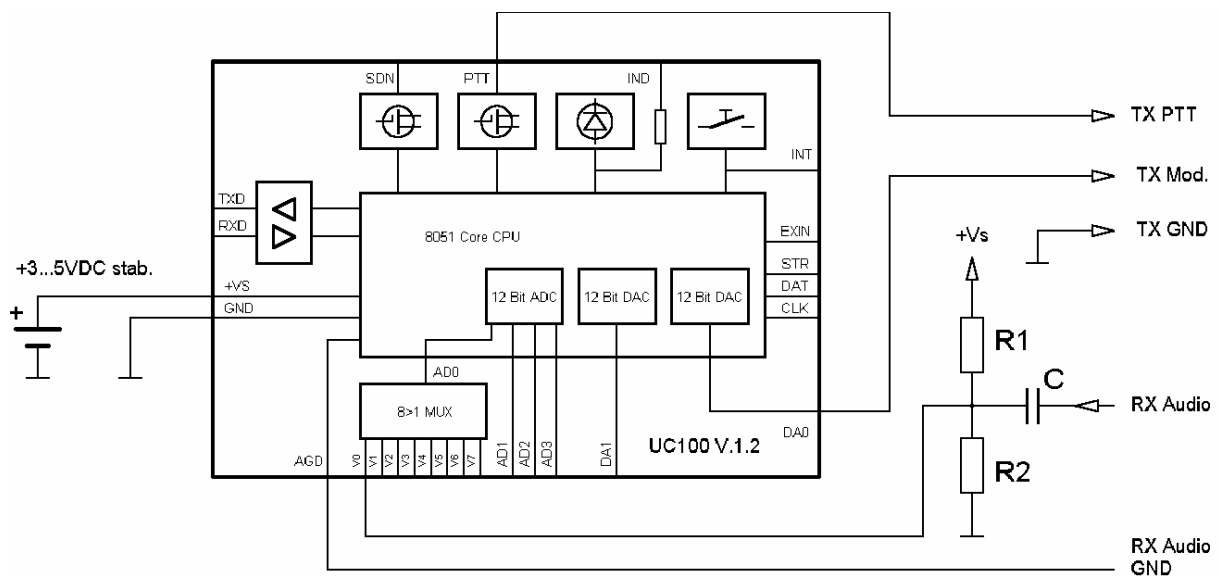 SDN
PTT
IND
TX PTT
INT
TX Mod.
TXD
RXD
8051 Core CPU
EXIN
TX GND
+Vs
+3...5VDC stab.
STR
+VS
DAT
GND
CLK
12 Bit ADC
12 Bit DAC
12 Bit DAC
+
R1
AD0
C
8>1 MUX
RX Audio
DA0
UC100 V.1.2
AGD
V0
V1
V2
V3
V4
V5
V6
V7
AD1
AD2
AD3
DA1
R2
RX Audio
GND